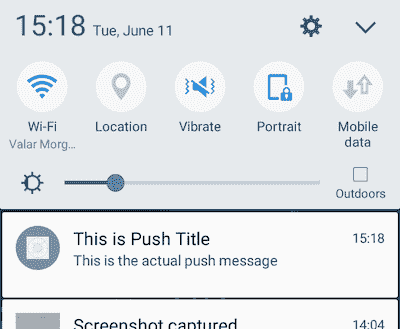 15:18 Tue, June 11
Wi-Fi
Valar Morg...
Location
Vibrate
Portrait
Mobile
data
Outdoors
This is Push Title 15:18
This is the actual push message
Screenshot captured 14:04